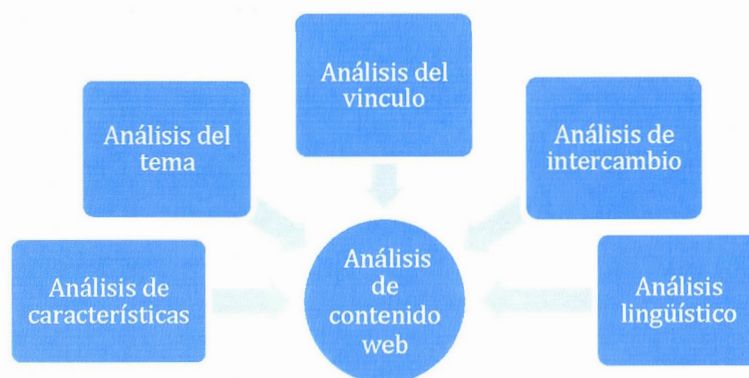 Análisis del
vinculo
Análisis del
tema
Análisis de
intercambio
Análisis de
características
Análisis
de
contenido
web
Análisis
lingüístico